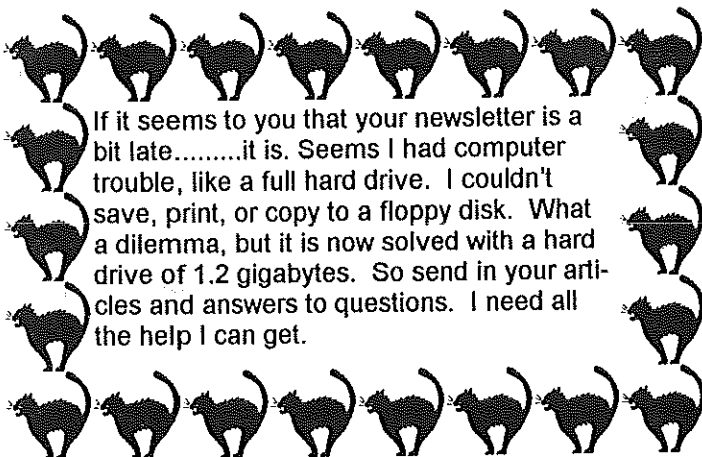 If it seems to you that your newsletter is a
bit late.........it is. Seems I had computer
trouble, like a full hard drive. I couldn't
save, print, or copy to a floppy disk. What
a dilemma, but it is now solved with a hard
drive of 1.2 gigabytes. So send in your arti-
cles and answers to questions. I need all
the help I can get.